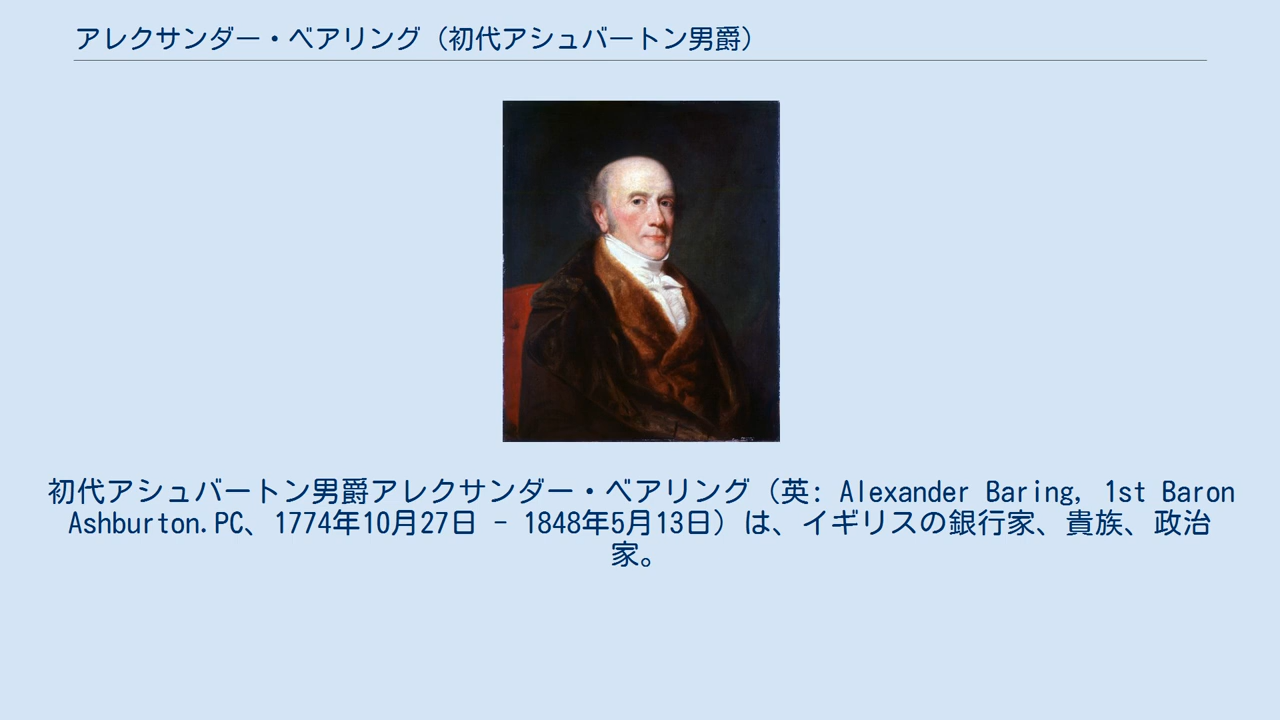 アレクサンダー・ベアリング（初代アシュバートン男爵）
初代アシュバートン男爵アレクサンダー・ベアリング（英: Alexander Baring, 1st Baron
Ashburton.PC、1774年10月27日 - 1848年5月13日）は、イギリスの銀行家、貴族、政治
家。